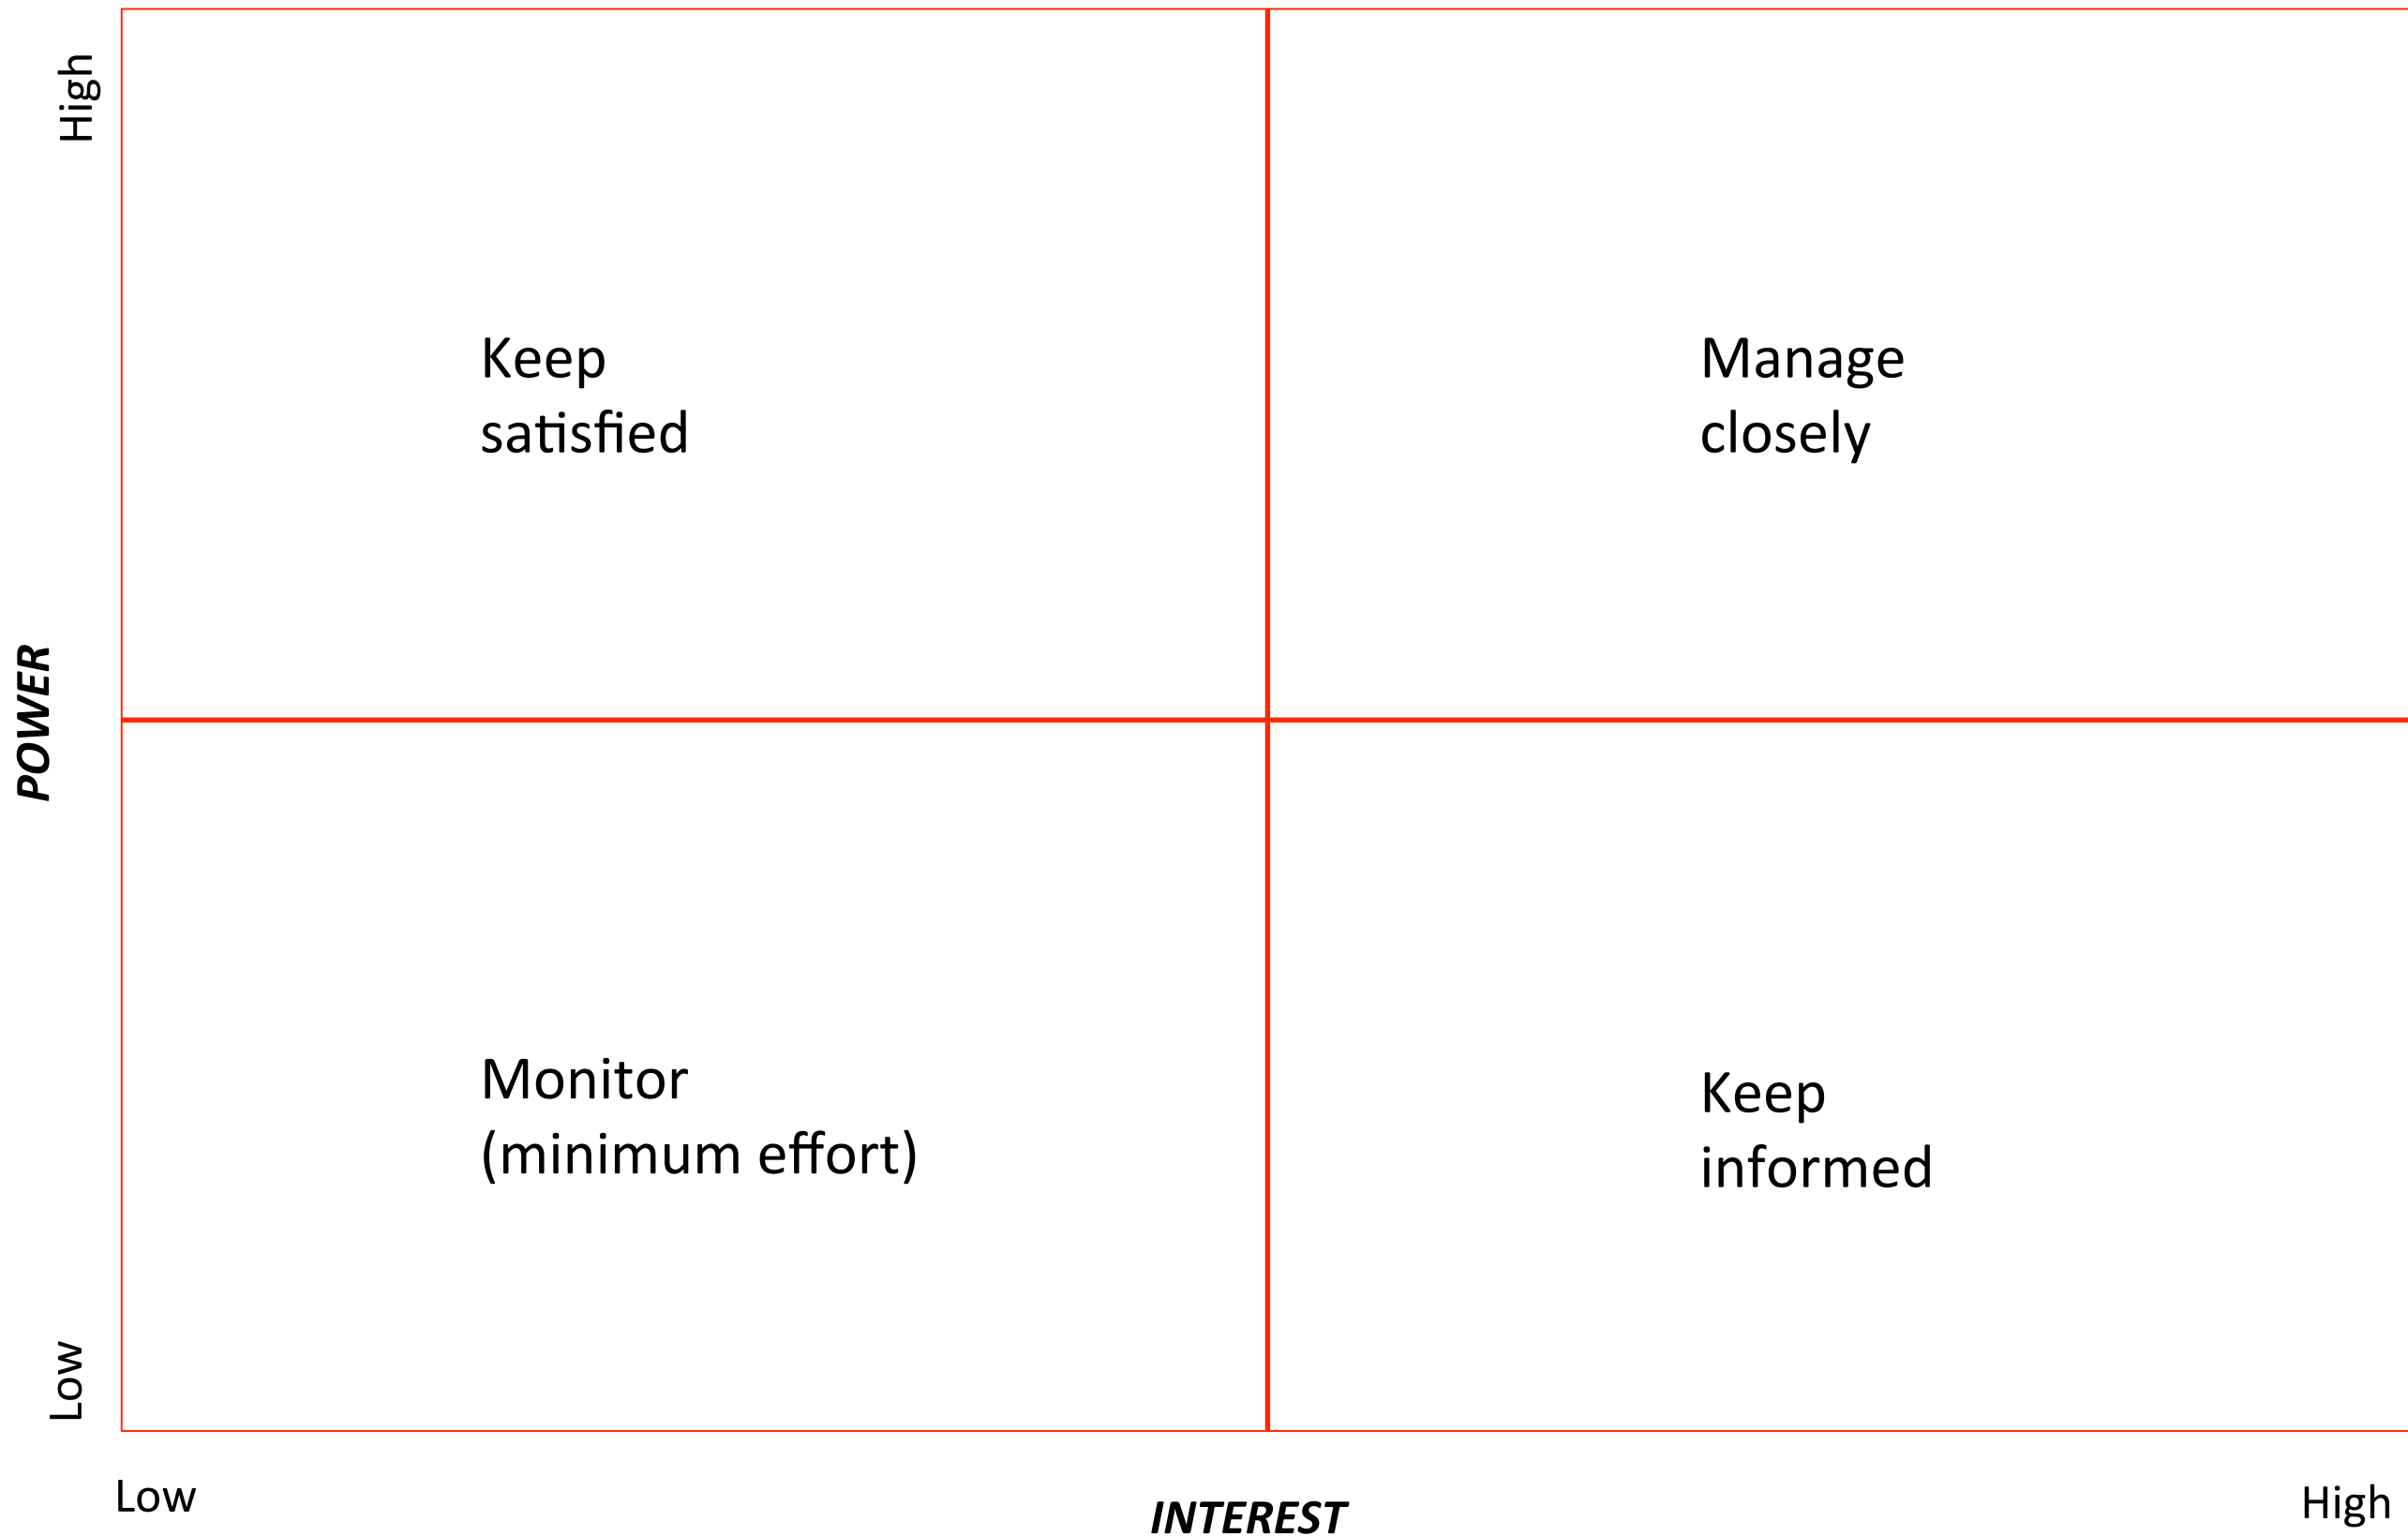 High
Keep
satisfied
Manage
closely
POWER
Monitor
(minimum effort)
Keep
informed
Low
Low
INTEREST
High